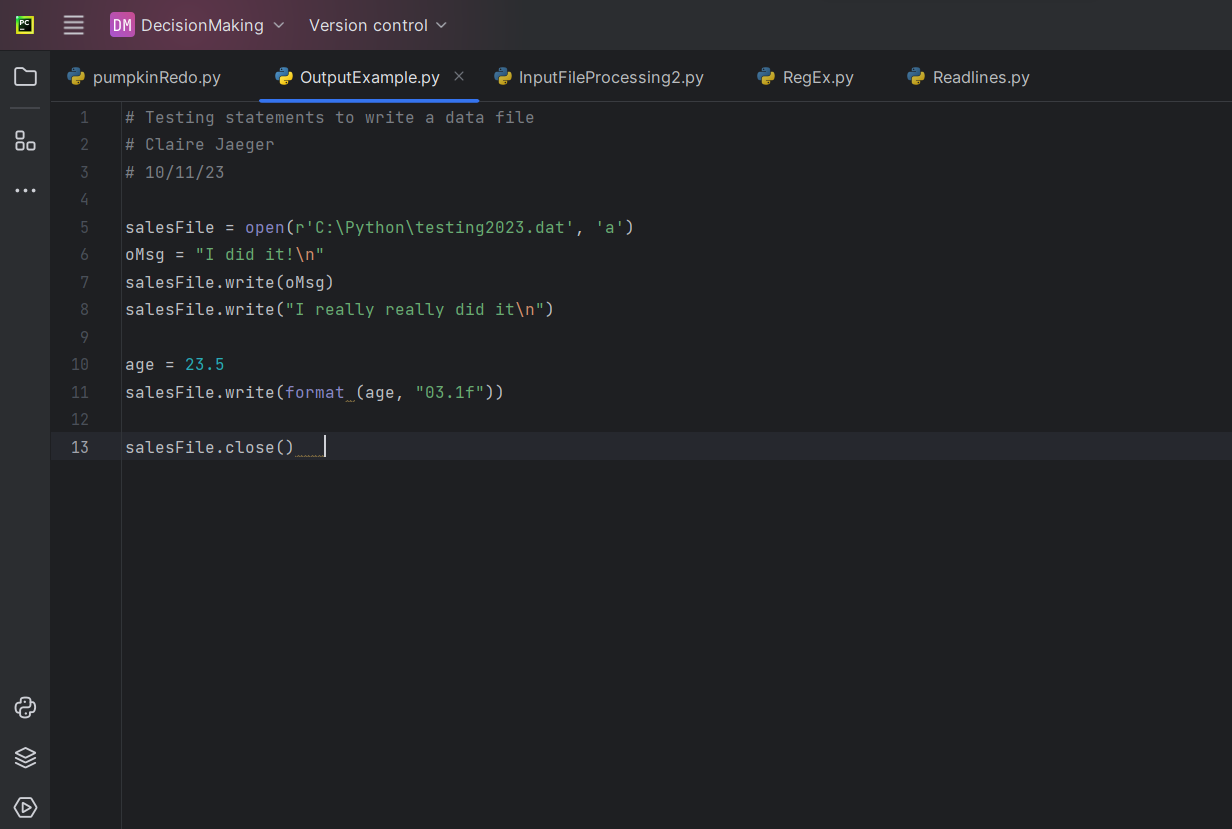 PC DM DecisionMaking Version control
pumpkinRedo.py OutputExample.py InputFileProcessing2.py RegEx.py Readlines.py
1 # Testing statements to write a data file
2 # Claire Jaeger
3 # 10/11/23
4
5 salesFile = open(r'C:\Python\testing2023.dat', 'a')
6 oMsg = "I did it!\n"
7 salesFile.write(oMsg)
8 salesFile.write("I really really did it\n")
9
10 age = 23.5
11 salesFile.write(format (age, "03.1f"))
12
13 salesFile.close()